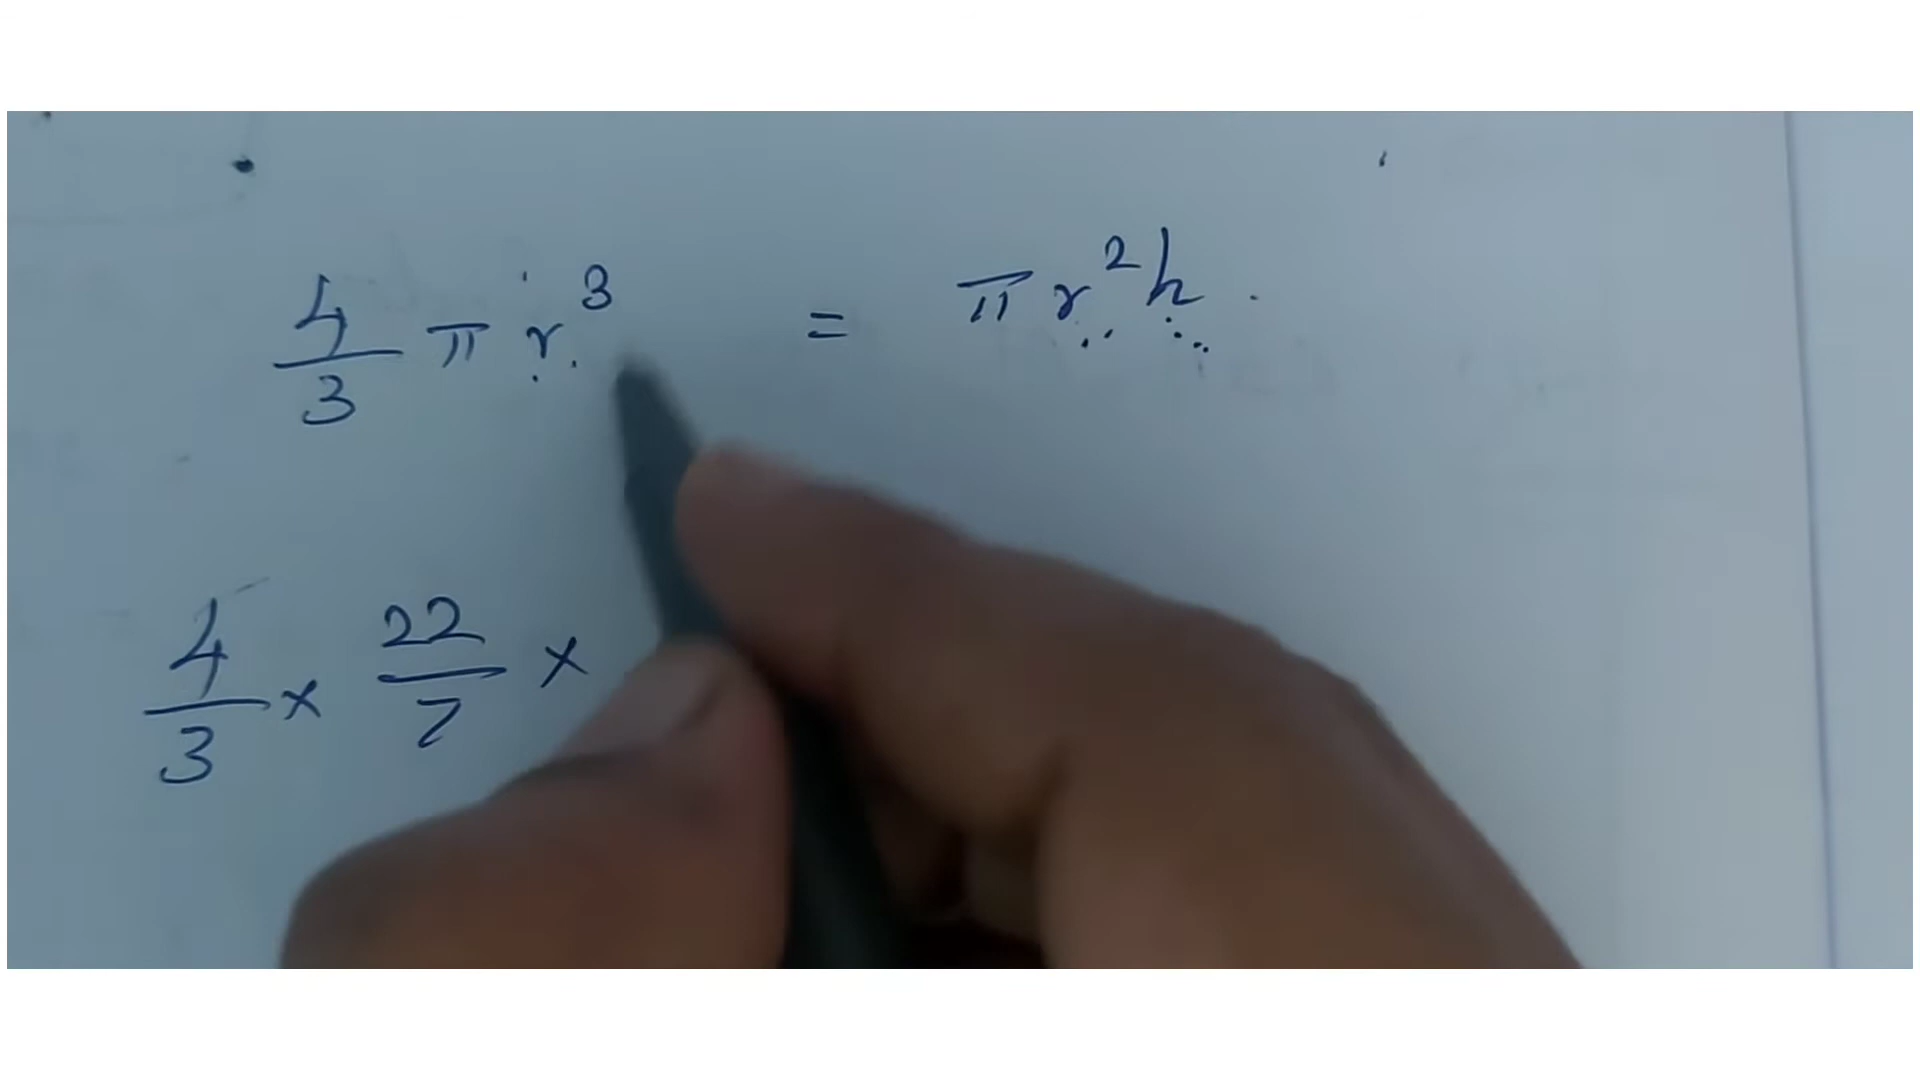 4/3 π r³ = π r² h
4/3 × 22/7 ×